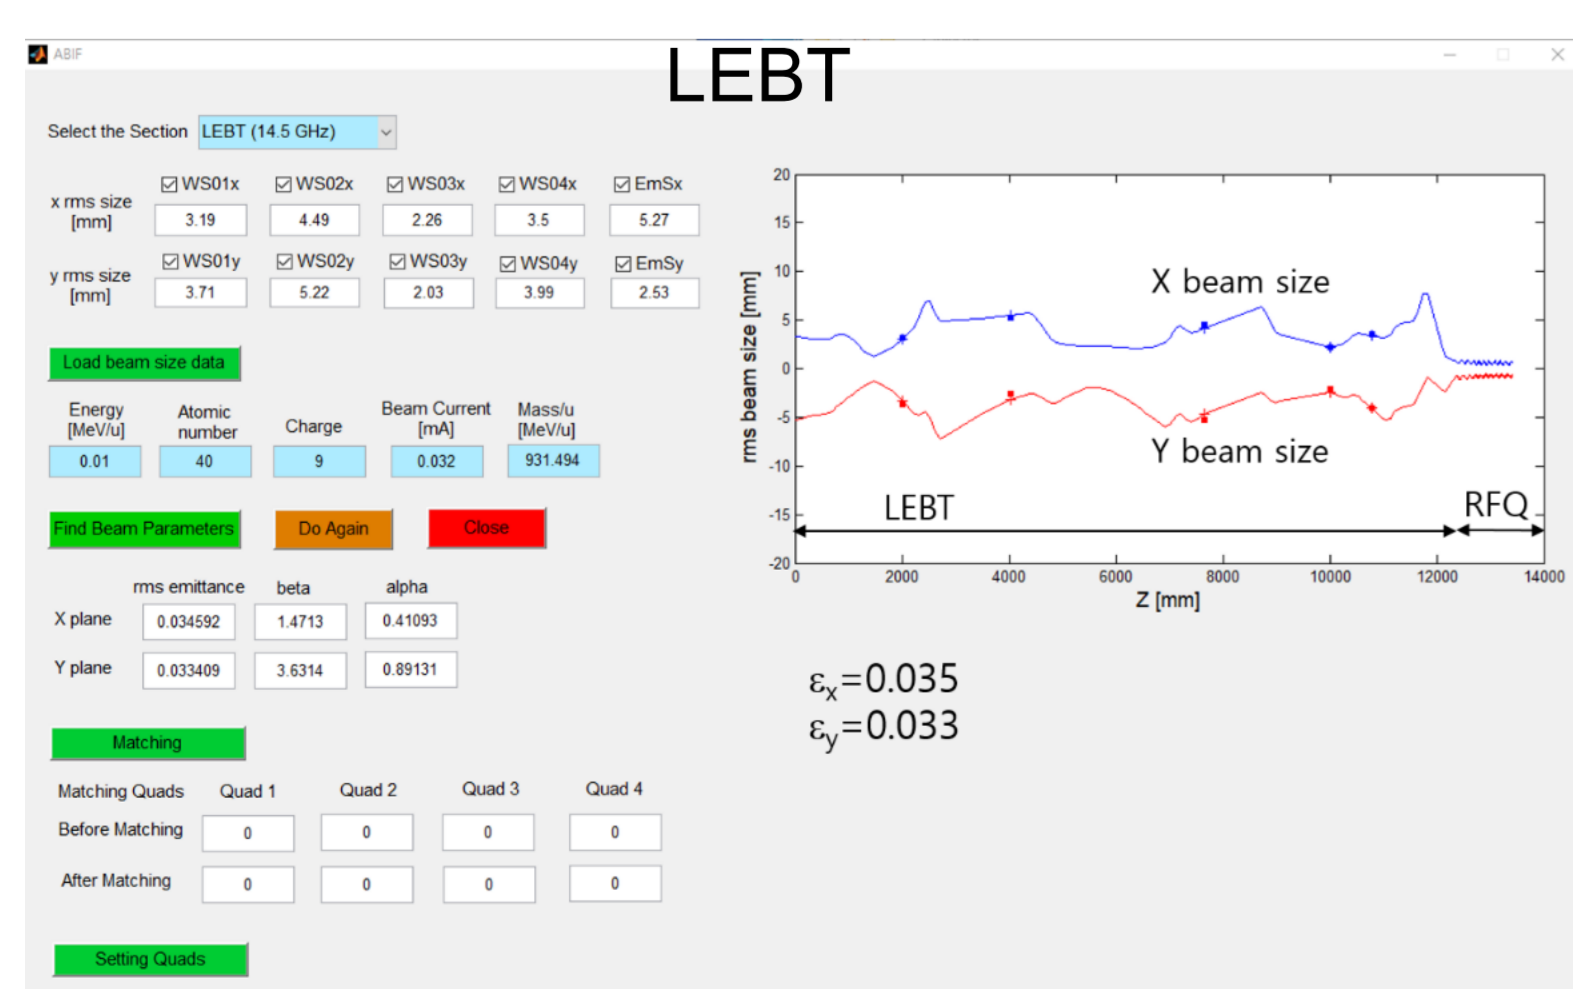 LEBT
ABIF
Select the Section LEBT (14.5 GHz)
WS01x WS02x WS03x WS04x EmSx
x rms size
[mm]
3.19 4.49 2.26 3.5 5.27
WS01y WS02y WS03y WS04y EmSy
y rms size
[mm]
3.71 5.22 2.03 3.99 2.53
Load beam size data
Energy
[MeV/u]
Atomic
number
Charge
Beam Current
[mA]
Mass/u
[MeV/u]
0.01 40 9 0.032 931.494
Find Beam Parameters Do Again Close
rms emittance beta alpha
X plane 0.034592 1.4713 0.41093
Y plane 0.033409 3.6314 0.89131
Matching
Matching Quads Quad 1 Quad 2 Quad 3 Quad 4
Before Matching 0 0 0 0
After Matching 0 0 0 0
Setting Quads
20
15
10
5
0
-5
-10
-15
-20
rms beam size [mm]
X beam size
Y beam size
LEBT
RFQ
0 2000 4000 6000 8000 10000 12000 14000
Z [mm]
εx=0.035
εy=0.033